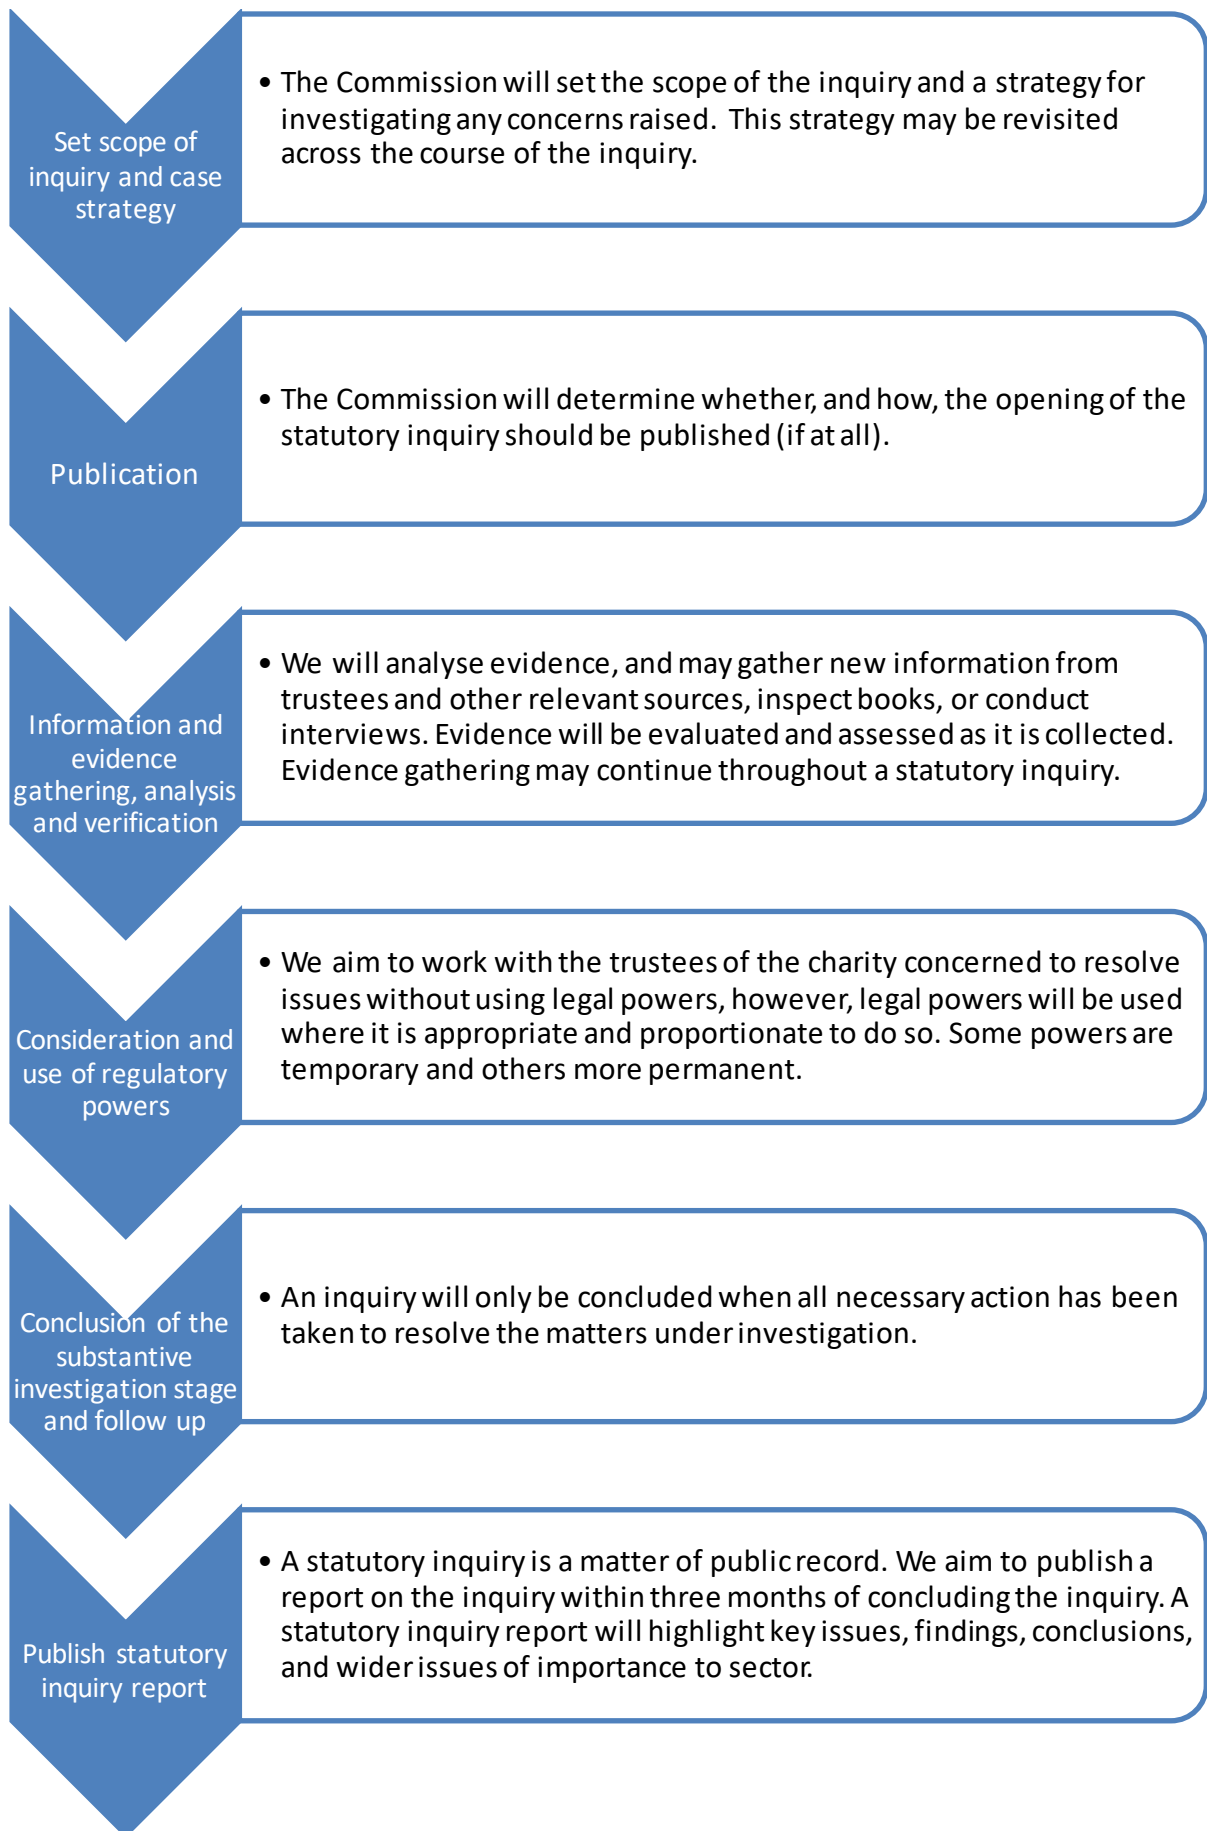 Set scope of
inquiry and case
strategy
• The Commission will set the scope of the inquiry and a strategy for
investigating any concerns raised. This strategy may be revisited
across the course of the inquiry.
Publication
• The Commission will determine whether, and how, the opening of the
statutory inquiry should be published (if at all).
Information and
evidence
gathering, analysis
and verification
• We will analyse evidence, and may gather new information from
trustees and other relevant sources, inspect books, or conduct
interviews. Evidence will be evaluated and assessed as it is collected.
Evidence gathering may continue throughout a statutory inquiry.
Consideration and
use of regulatory
powers
• We aim to work with the trustees of the charity concerned to resolve
issues without using legal powers, however, legal powers will be used
where it is appropriate and proportionate to do so. Some powers are
temporary and others more permanent.
Conclusion of the
substantive
investigation stage
and follow up
• An inquiry will only be concluded when all necessary action has been
taken to resolve the matters under investigation.
Publish statutory
inquiry report
• A statutory inquiry is a matter of public record. We aim to publish a
report on the inquiry within three months of concluding the inquiry. A
statutory inquiry report will highlight key issues, findings, conclusions,
and wider issues of importance to sector.